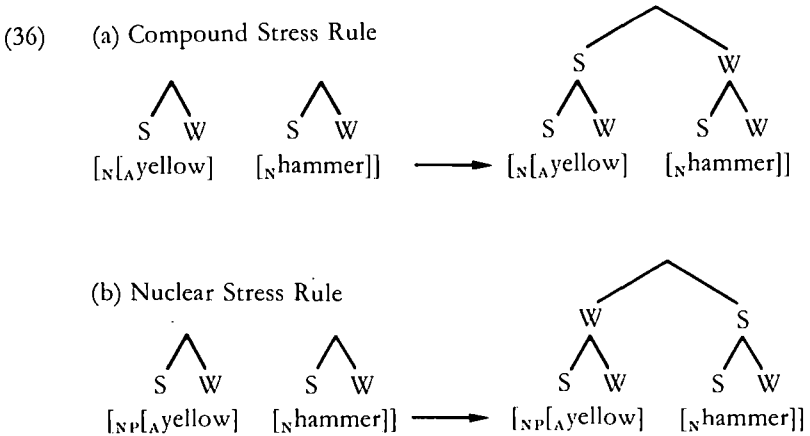 (36) (a) Compound Stress Rule
S W
S W S W S W S W
[N[Ayellow] [Nhammer]] ⟶ [N[Ayellow] [Nhammer]]
(b) Nuclear Stress Rule
W S
S W S W S W S W
[NP[Ayellow] [Nhammer]] ⟶ [NP[Ayellow] [Nhammer]]